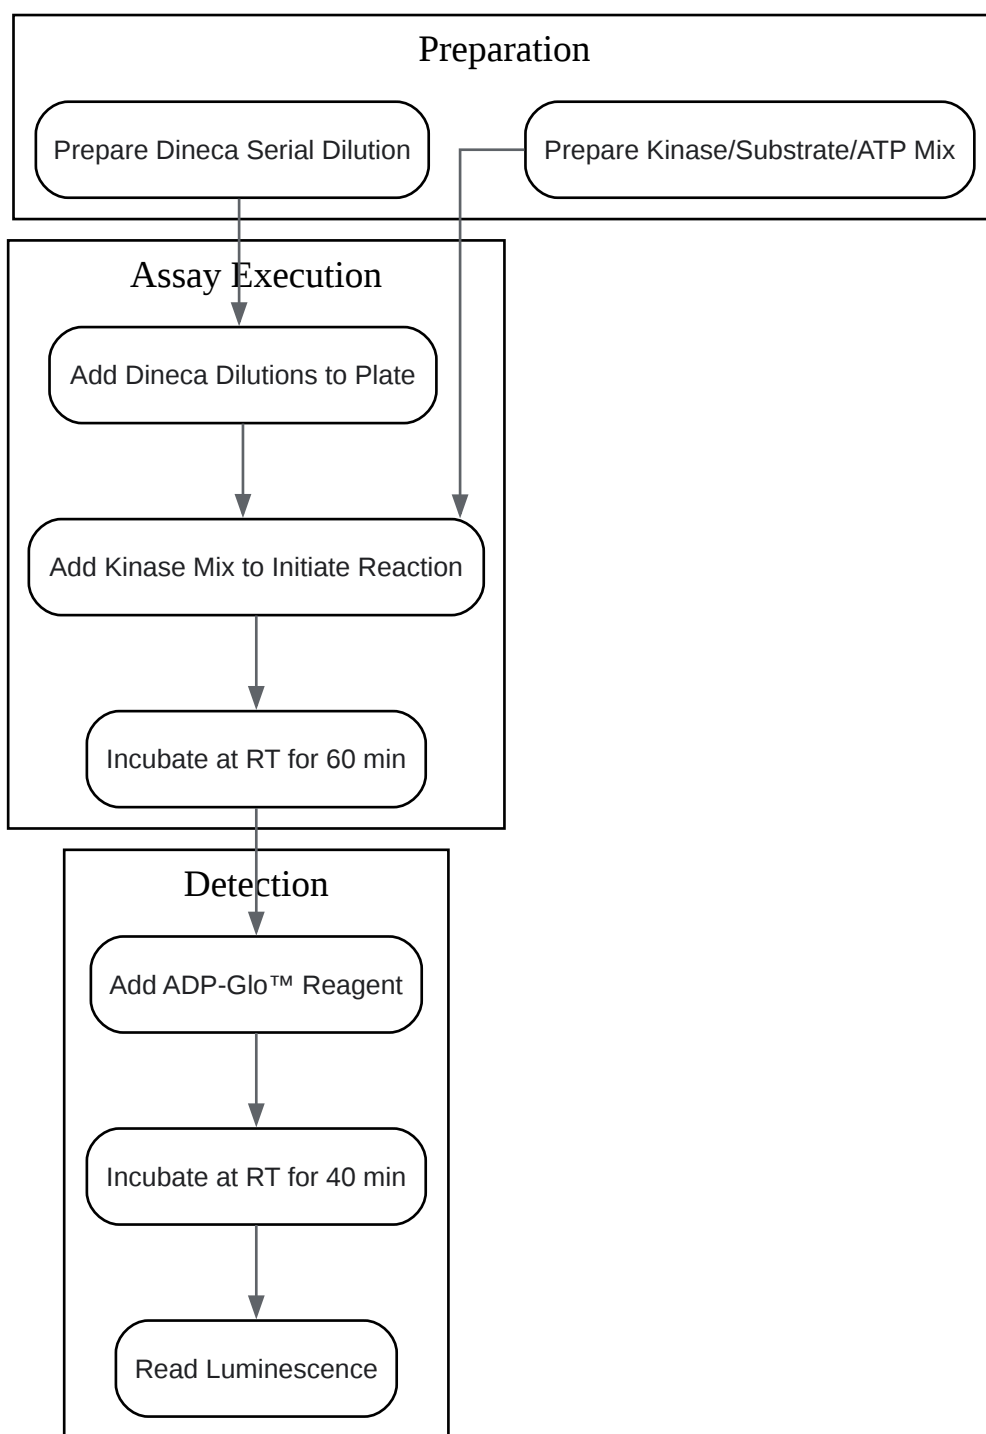 Preparation
Prepare Dineca Serial Dilution
Prepare Kinase/Substrate/ATP Mix
Assay Execution
Add Dineca Dilutions to Plate
Add Kinase Mix to Initiate Reaction
Incubate at RT for 60 min
Detection
Add ADP-Glo™ Reagent
Incubate at RT for 40 min
Read Luminescence